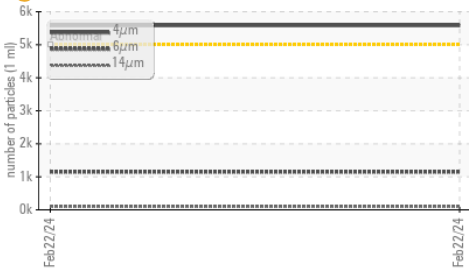 6k
5k
4k
3k
2k
1k
0k
number of particles (1 ml)
Abnormal
4µm
6µm
14µm
Feb22/24
Feb22/24